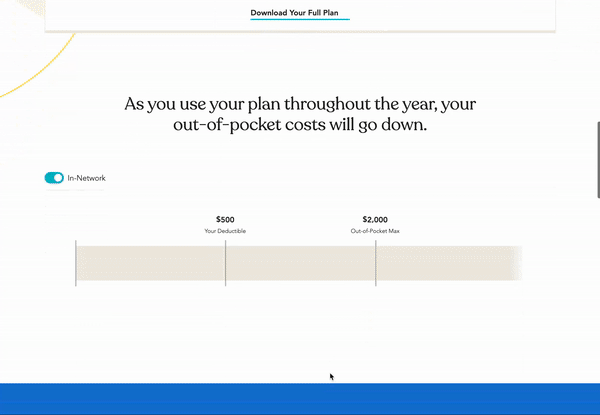 Download Your Full Plan
As you use your plan throughout the year, your
out-of-pocket costs will go down.
In-Network
$500
Your Deductible
$2,000
Out-of-Pocket Max